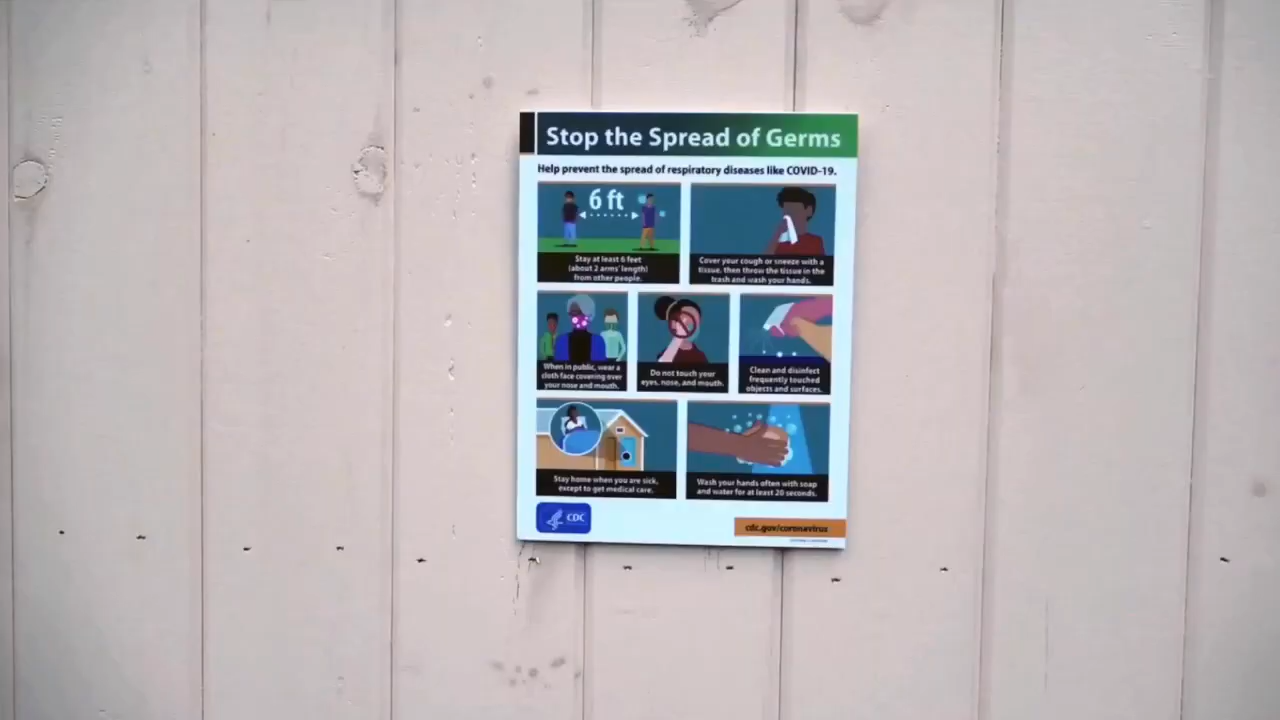 Stop the Spread of Germs
Help prevent the spread of respiratory diseases like COVID-19.
6 ft
Stay at least 6 feet
(about 2 arms' length)
from other people.
Cover your cough or sneeze with a
tissue, then throw the tissue in the
trash and wash your hands.
When in public, wear a
cloth face covering over
your nose and mouth.
Do not touch your
eyes, nose, and mouth.
Clean and disinfect
frequently touched
objects and surfaces.
Stay home when you are sick,
except to get medical care.
Wash your hands often with soap
and water for at least 20 seconds.
CDC
cdc.gov/coronavirus